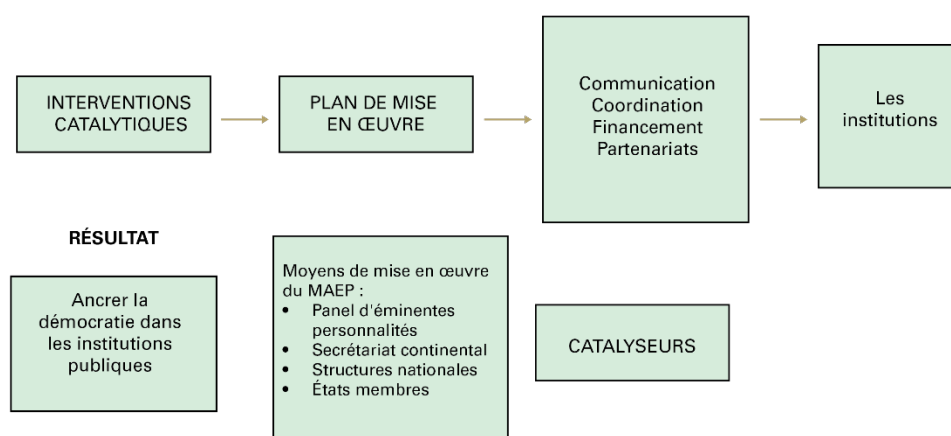 INTERVENTIONS
CATALYTIQUES
PLAN DE MISE
EN ŒUVRE
Communication
Coordination
Financement
Partenariats
Les
institutions
RÉSULTAT
Ancrer la
démocratie dans
les institutions
publiques
Moyens de mise en œuvre
du MAEP :
• Panel d'éminentes
personnalités
• Secrétariat continental
• Structures nationales
• États membres
CATALYSEURS